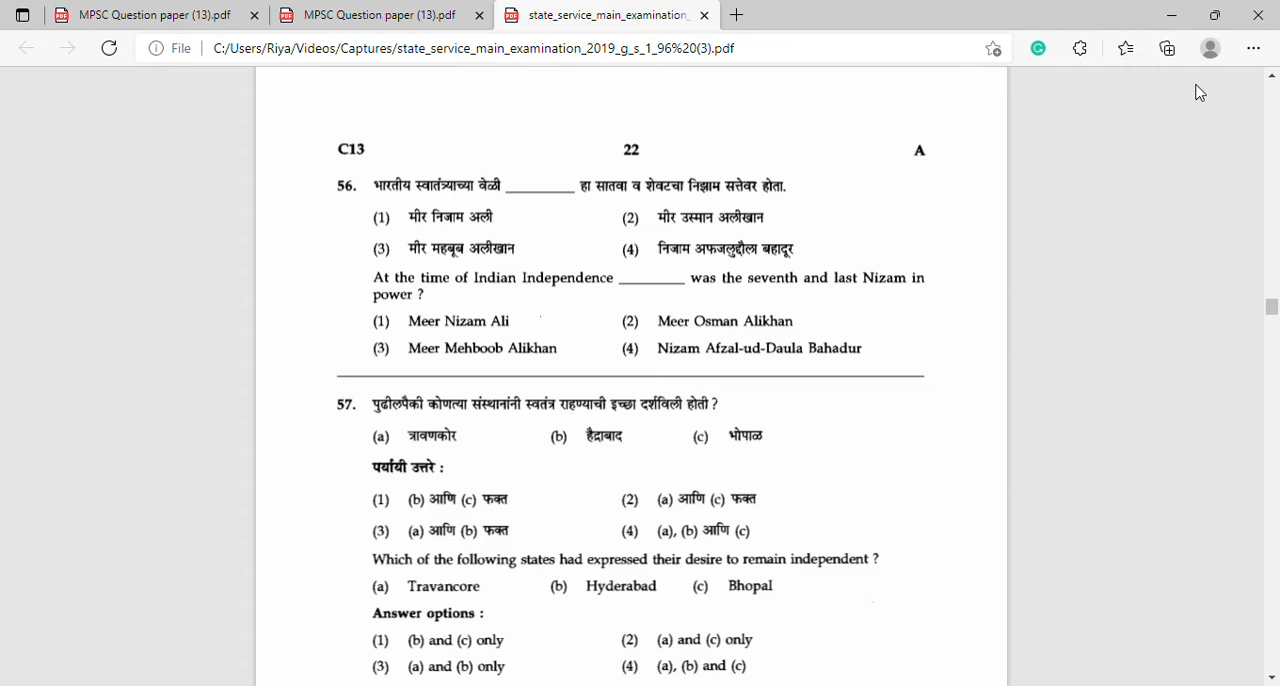 MPSC Question paper (13).pdf MPSC Question paper (13).pdf state_service_main_examination_
File C:/Users/Riya/Videos/Captures/state_service_main_examination_2019_g_s_1_96%20(3).pdf
C13 22 A
56. भारतीय स्वातंत्र्याच्या वेळी ________ हा सातवा व शेवटचा निझाम सत्तेवर होता.
(1) मीर निजाम अली (2) मीर उस्मान अलीखान
(3) मीर महबूब अलीखान (4) निजाम अफजलुद्दौला बहादूर
At the time of Indian Independence ________ was the seventh and last Nizam in
power ?
(1) Meer Nizam Ali (2) Meer Osman Alikhan
(3) Meer Mehboob Alikhan (4) Nizam Afzal-ud-Daula Bahadur
57. पुढीलपैकी कोणत्या संस्थानांनी स्वतंत्र राहण्याची इच्छा दर्शविली होती ?
(a) त्रावणकोर (b) हैद्राबाद (c) भोपाळ
पर्यायी उत्तरे :
(1) (b) आणि (c) फक्त (2) (a) आणि (c) फक्त
(3) (a) आणि (b) फक्त (4) (a), (b) आणि (c)
Which of the following states had expressed their desire to remain independent ?
(a) Travancore (b) Hyderabad (c) Bhopal
Answer options :
(1) (b) and (c) only (2) (a) and (c) only
(3) (a) and (b) only (4) (a), (b) and (c)